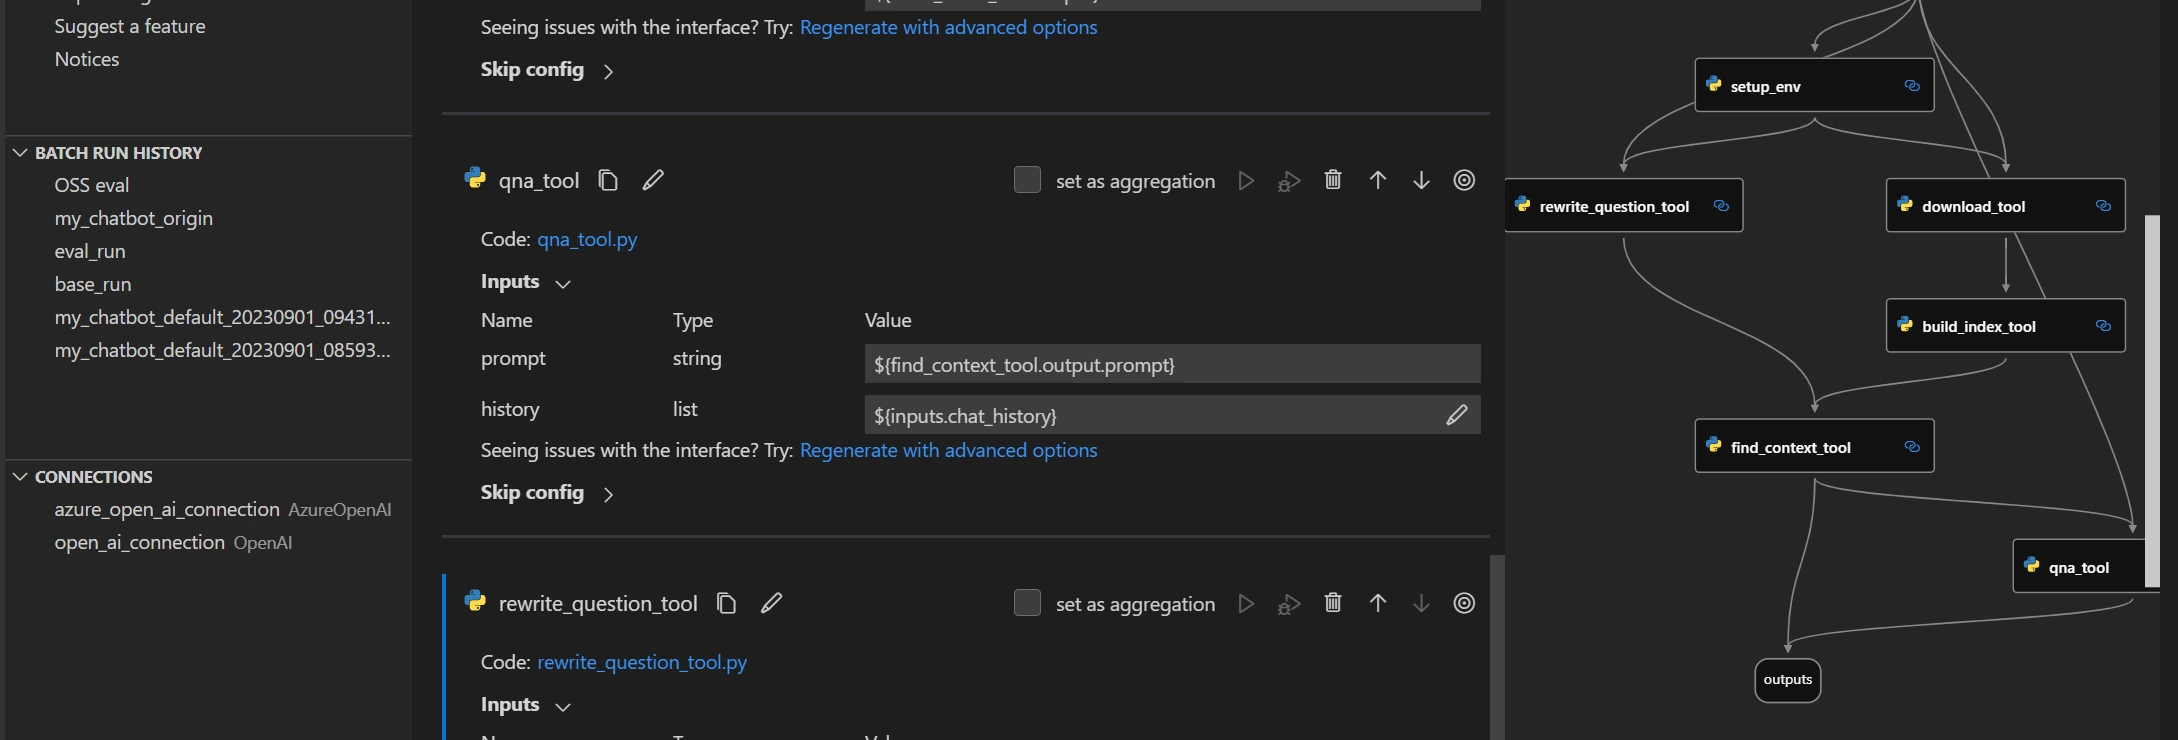 Suggest a feature
Notices
BATCH RUN HISTORY
OSS eval
my_chatbot_origin
eval_run
base_run
my_chatbot_default_20230901_09431...
my_chatbot_default_20230901_08593...
CONNECTIONS
azure_open_ai_connection AzureOpenAI
open_ai_connection OpenAI
Seeing issues with the interface? Try: Regenerate with advanced options
Skip config
qna_tool
set as aggregation
Code: qna_tool.py
Inputs
Name Type Value
prompt string ${find_context_tool.output.prompt}
history list ${inputs.chat_history}
Seeing issues with the interface? Try: Regenerate with advanced options
Skip config
rewrite_question_tool
set as aggregation
Code: rewrite_question_tool.py
Inputs
setup_env
rewrite_question_tool
download_tool
build_index_tool
find_context_tool
qna_tool
outputs